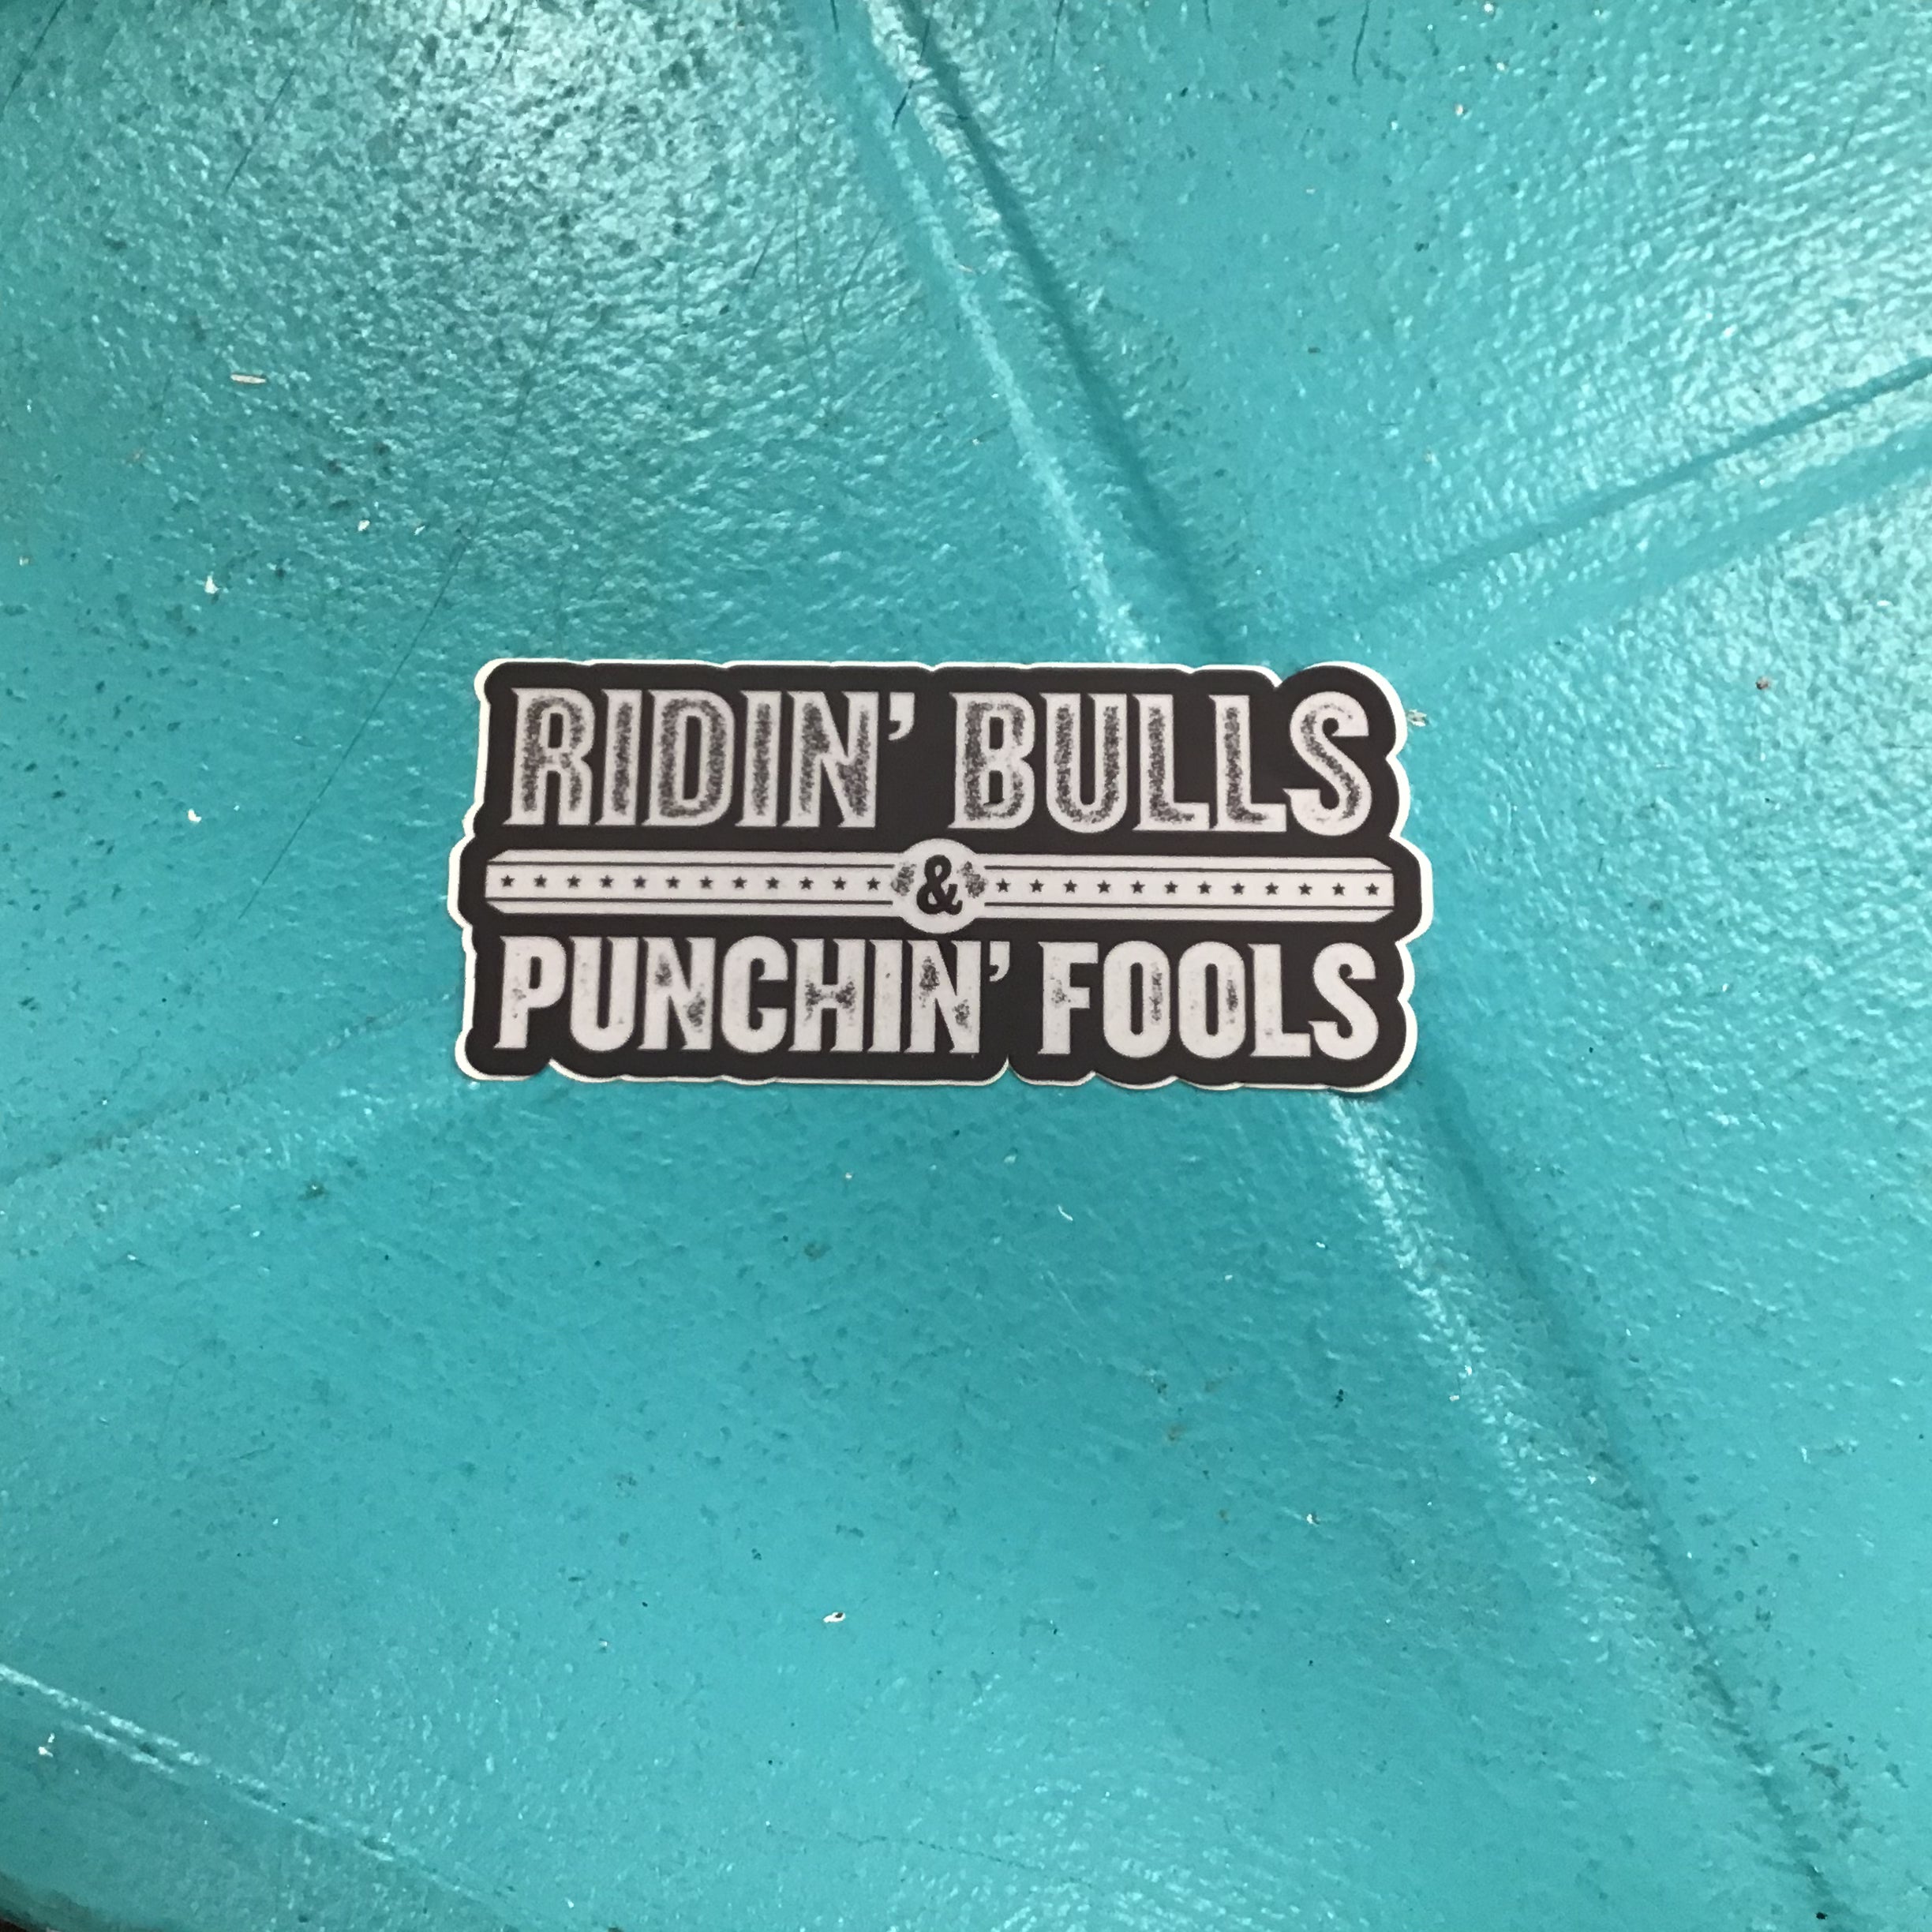 RIDIN' BULLS
&
PUNCHIN' FOOLS